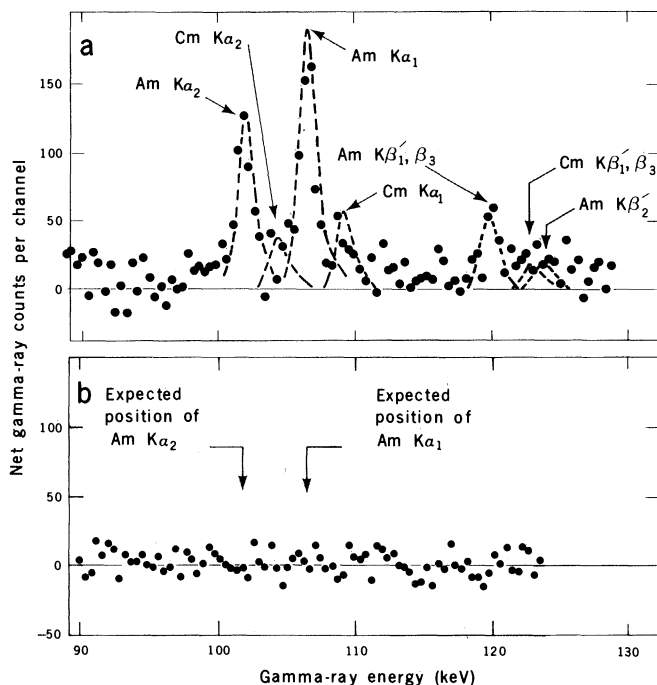 a
Cm Kα₂
Am Kα₁
Am Kα₂
Am Kβ₁′, β₃
Cm Kα₁
Cm Kβ₁′, β₃
Am Kβ₂′
150
100
50
0
Net gamma-ray counts per channel
b
Expected
position of
Am Kα₂
Expected
position of
Am Kα₁
100
50
0
-50
90 100 110 120 130
Gamma-ray energy (keV)